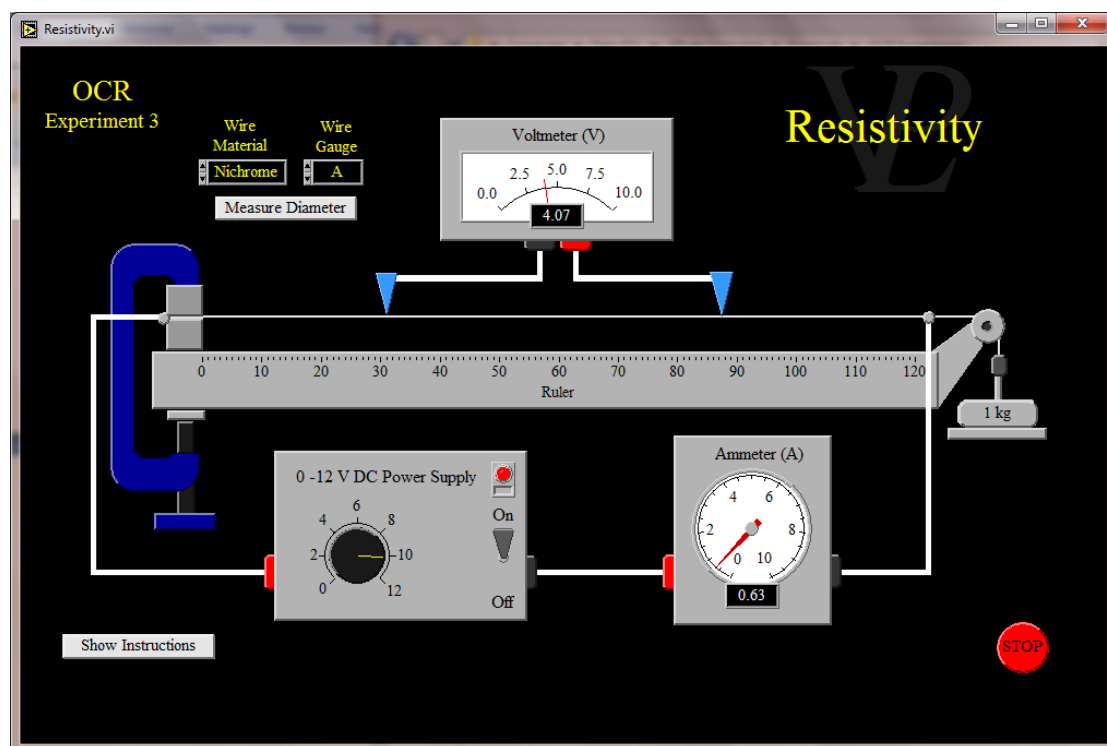 Resistivity.vi
OCR
Experiment 3
Wire
Material
Wire
Gauge
Nichrome
A
Measure Diameter
Voltmeter (V)
0.0 2.5 5.0 7.5 10.0
4.07
Resistivity
VL
0 10 20 30 40 50 60 70 80 90 100 110 120
Ruler
1 kg
0 -12 V DC Power Supply
0 2 4 6 8 10 12
On
Off
Ammeter (A)
0 2 4 6 8 10
0.63
Show Instructions
STOP